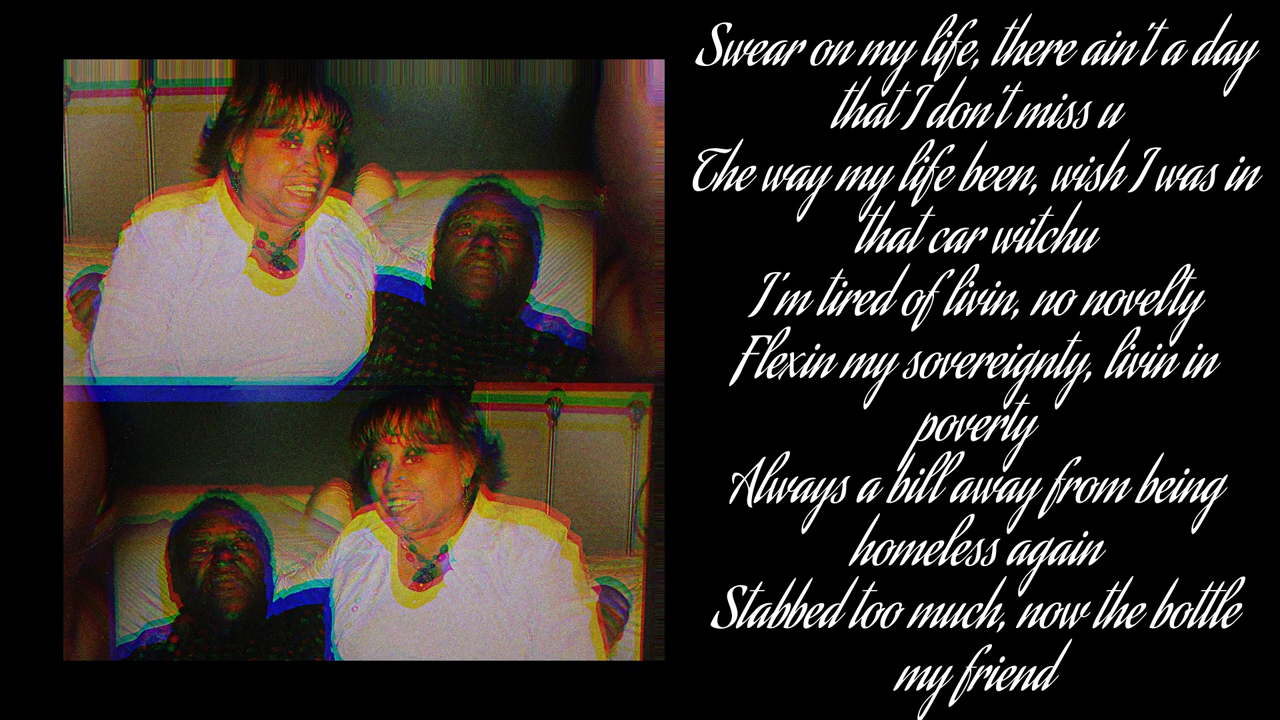 Swear on my life, there ain't a day
that I don't miss u
The way my life been, wish I was in
that car witchu
I'm tired of livin, no novelty
Flexin my sovereignty, livin in
poverty
Always a bill away from being
homeless again
Stabbed too much, now the bottle
my friend